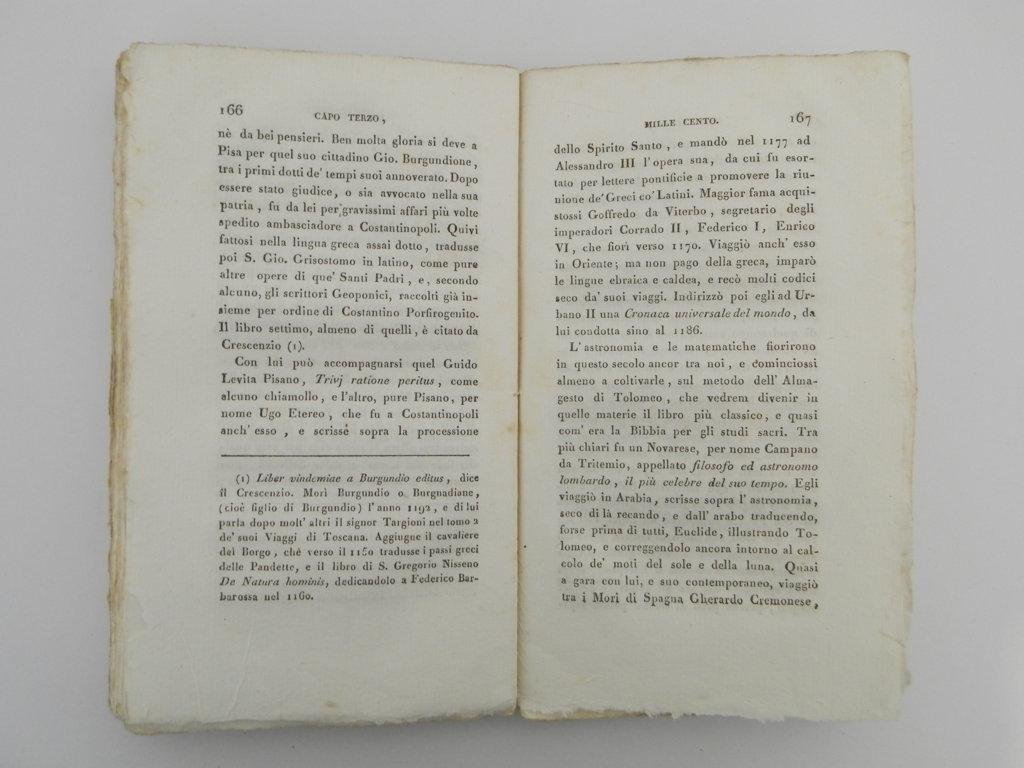 166
CAPO TERZO,
nè da bei pensieri. Ben molta gloria si deve a
Pisa per quel suo cittadino Gio. Burgundione,
tra i primi dotti de' tempi suoi annoverato. Dopo
essere stato giudice, o sia avvocato nella sua
patria, fu da lei per gravissimi affari più volte
spedito ambasciadore a Costantinopoli. Quivi
fattosi nella lingua greca assai dotto, tradusse
poi S. Gio. Grisostomo in latino, come pure
altre opere di que' Santi Padri, e, secondo
alcuno, gli scrittori Geoponici, raccolti già in-
sieme per ordine di Costantino Porfirogenito.
Il libro settimo, almeno di quelli, è citato da
Crescenzio (1).
Con lui può accompagnarsi quel Guido
Levita Pisano, Trivj ratione peritus, come
alcuno chiamollo, e l'altro, pure Pisano, per
nome Ugo Etereo, che fu a Costantinopoli
anch' esso, e scrisse sopra la processione
(1) Liber vindemiae a Burgundio editus, dice
il Crescenzio. Morì Burgundio o Burgnadiane,
(cioè figlio di Burgundio) l'anno 1192, e di lui
parla dopo molt' altri il signor Targioni nel tomo 2
de' suoi Viaggi di Toscana. Aggiugne il cavaliere
del Borgo, chè verso il 1150 tradusse i passi greci
delle Pandette, e il libro di S. Gregorio Nisseno
De Natura hominis, dedicandolo a Federico Bar-
barossa nel 1160.
MILLE CENTO.
167
dello Spirito Santo, e mandò nel 1177 ad
Alessandro III l'opera sua, da cui fu esor-
tato per lettere pontificie a promovere la riu-
nione de' Greci co' Latini. Maggior fama acqui-
stossi Goffredo da Viterbo, segretario degli
imperadori Corrado II, Federico I, Enrico
VI, che fiorì verso 1170. Viaggiò anch' esso
in Oriente; ma non pago della greca, imparò
le lingue ebraica e caldea, e recò molti codici
seco da' suoi viaggi. Indirizzò poi egli ad Ur-
bano II una Cronaca universale del mondo, da
lui condotta sino al 1186.
L'astronomia e le matematiche fiorirono
in questo secolo ancor tra noi, e cominciossi
almeno a coltivarle, sul metodo dell' Alma-
gesto di Tolomeo, che vedrem divenir in
quelle materie il libro più classico, e quasi
com' era la Bibbia per gli studi sacri. Tra
più chiari fu un Novarese, per nome Campano
da Tritemio, appellato filosofo ed astronomo
lombardo, il più celebre del suo tempo. Egli
viaggiò in Arabia, scrisse sopra l'astronomia,
seco di là recando, e dall' arabo traducendo,
forse prima di tutti, Euclide, illustrando To-
lomeo, e correggendolo ancora intorno al cal-
colo de' moti del sole e della luna. Quasi
a gara con lui, e suo contemporaneo, viaggiò
tra i Mori di Spagna Gherardo Cremonese,